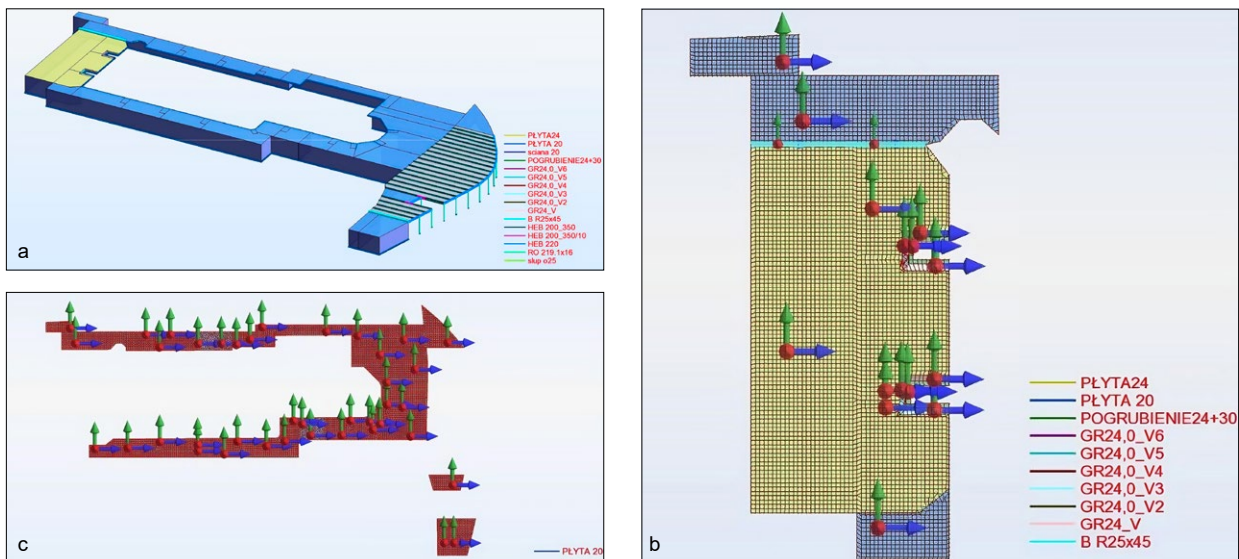 PŁYTA24
PŁYTA 20
sciana 20
POGRUBIENIE24+30
GR24,0_V6
GR24,0_V5
GR24,0_V4
GR24,0_V3
GR24,0_V2
GR24_V
B R25x45
HEB 200_350
HEB 200_350/10
HEB 220
RO 219.1x16
słup o25
a
PŁYTA24
PŁYTA 20
POGRUBIENIE24+30
GR24,0_V6
GR24,0_V5
GR24,0_V4
GR24,0_V3
GR24,0_V2
GR24_V
B R25x45
b
PŁYTA 20
c